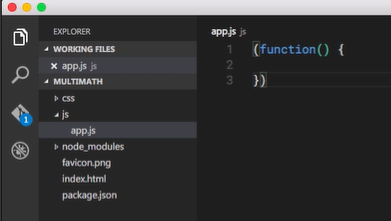 EXPLORER
WORKING FILES
app.js js
MULTIMATH
css
js
app.js
node_modules
favicon.png
index.html
package.json
1
app.js js
1 (function() {
2
3 })